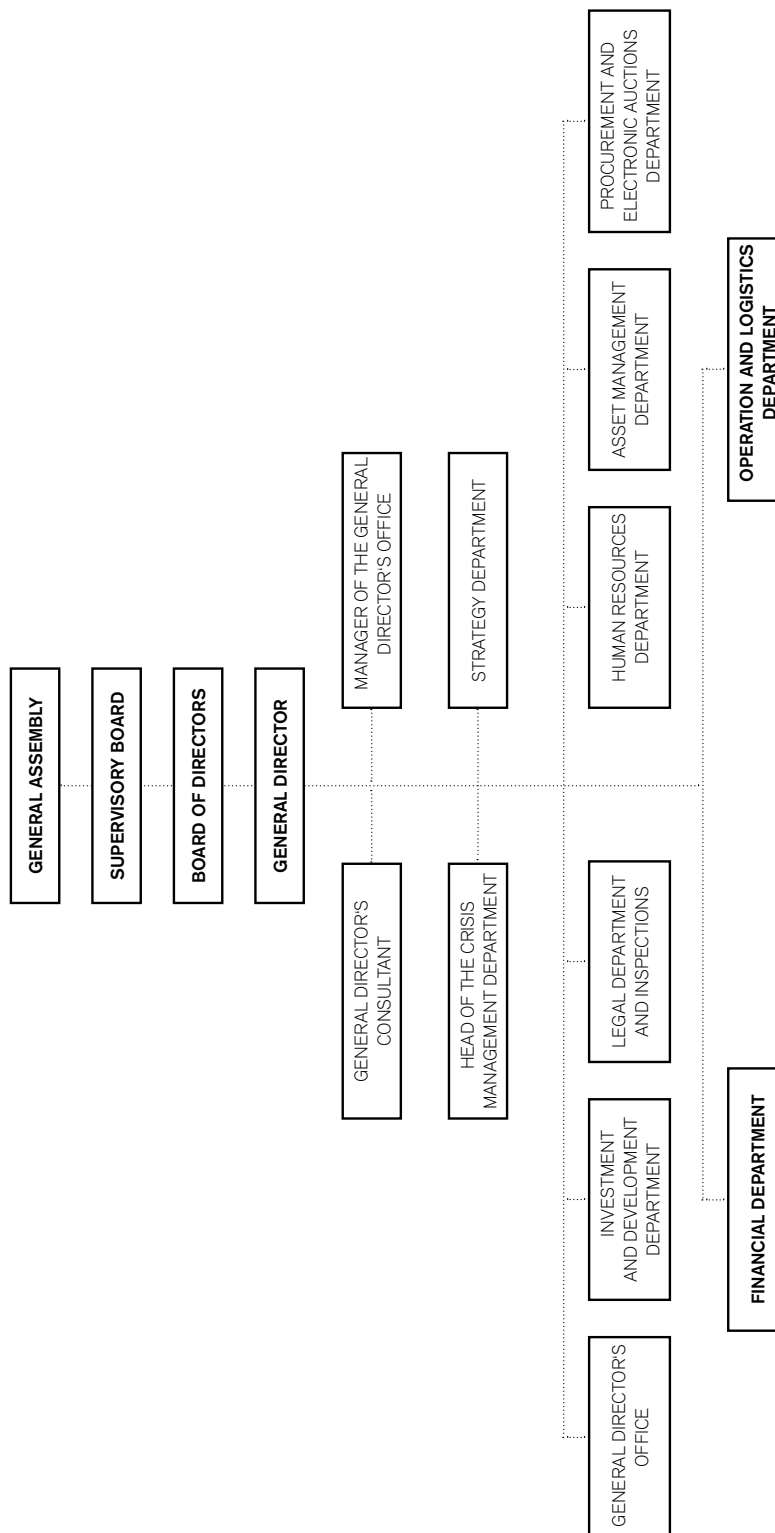 GENERAL ASSEMBLY
SUPERVISORY BOARD
BOARD OF DIRECTORS
GENERAL DIRECTOR
GENERAL DIRECTOR‘S
CONSULTANT
MANAGER OF THE GENERAL
DIRECTOR‘S OFFICE
HEAD OF THE CRISIS
MANAGEMENT DEPARTMENT
STRATEGY DEPARTMENT
GENERAL DIRECTOR‘S
OFFICE
INVESTMENT
AND DEVELOPMENT
DEPARTMENT
LEGAL DEPARTMENT
AND INSPECTIONS
HUMAN RESOURCES
DEPARTMENT
ASSET MANAGEMENT
DEPARTMENT
PROCUREMENT AND
ELECTRONIC AUCTIONS
DEPARTMENT
FINANCIAL DEPARTMENT
OPERATION AND LOGISTICS
DEPARTMENT